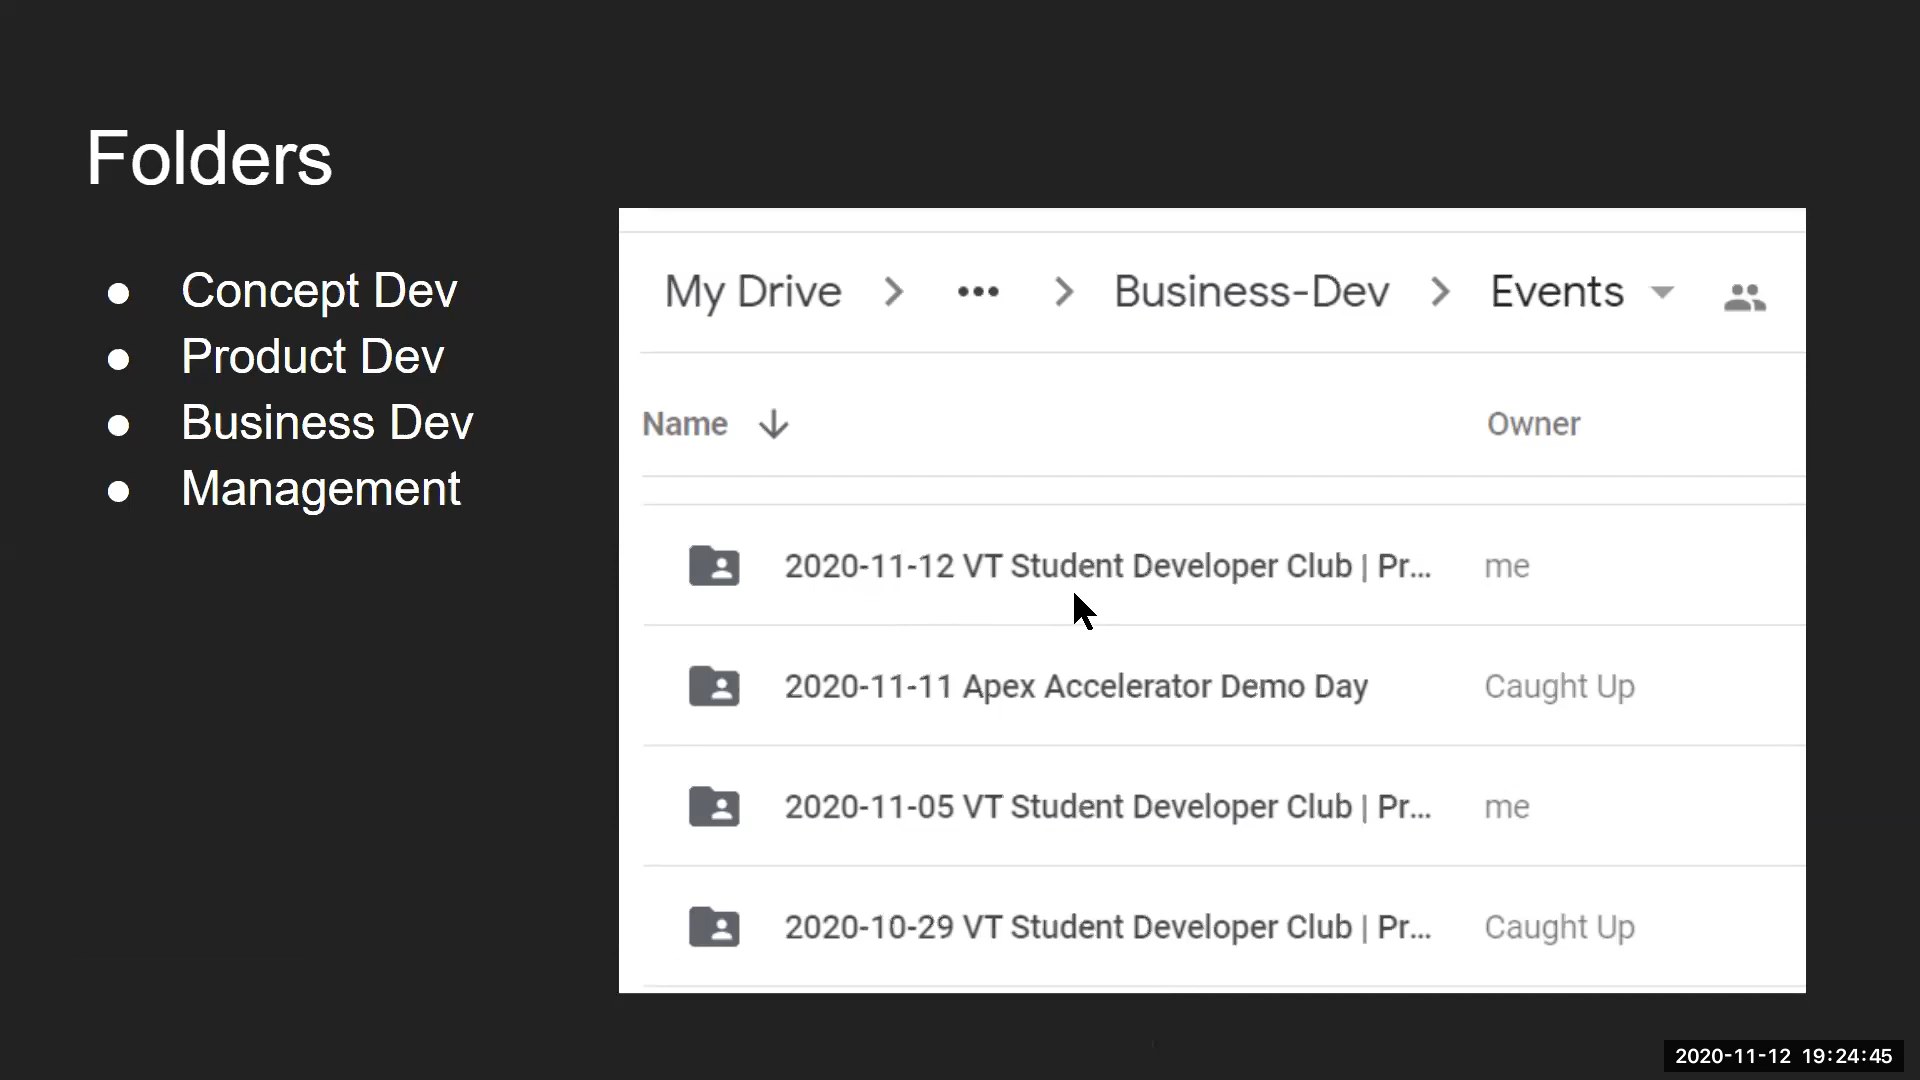 Folders
● Concept Dev
● Product Dev
● Business Dev
● Management
My Drive > ••• > Business-Dev > Events
Name ↓ Owner
2020-11-12 VT Student Developer Club | Pr... me
2020-11-11 Apex Accelerator Demo Day Caught Up
2020-11-05 VT Student Developer Club | Pr... me
2020-10-29 VT Student Developer Club | Pr... Caught Up
2020-11-12 19:24:45